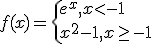 f(x)={e^x, x<-1
x^2-1, x≥-1